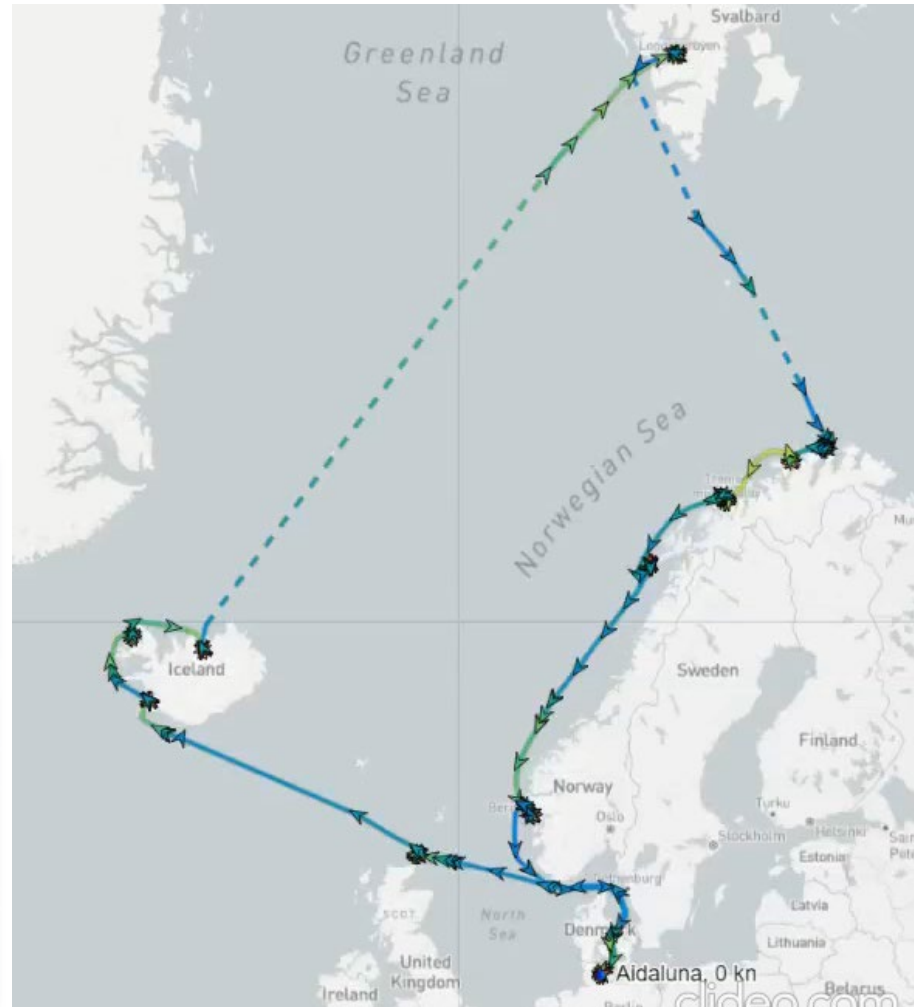 Svalbard
Greenland
Sea
Norwegian Sea
Iceland
Sweden
Finland
Norway
Turku
Helsinki
Oslo
Stockholm
Estonia
North
Sea
Latvia
Denmark
Lithuania
United
Kingdom
Aidaluna, 0 kn
Ireland
Belarus